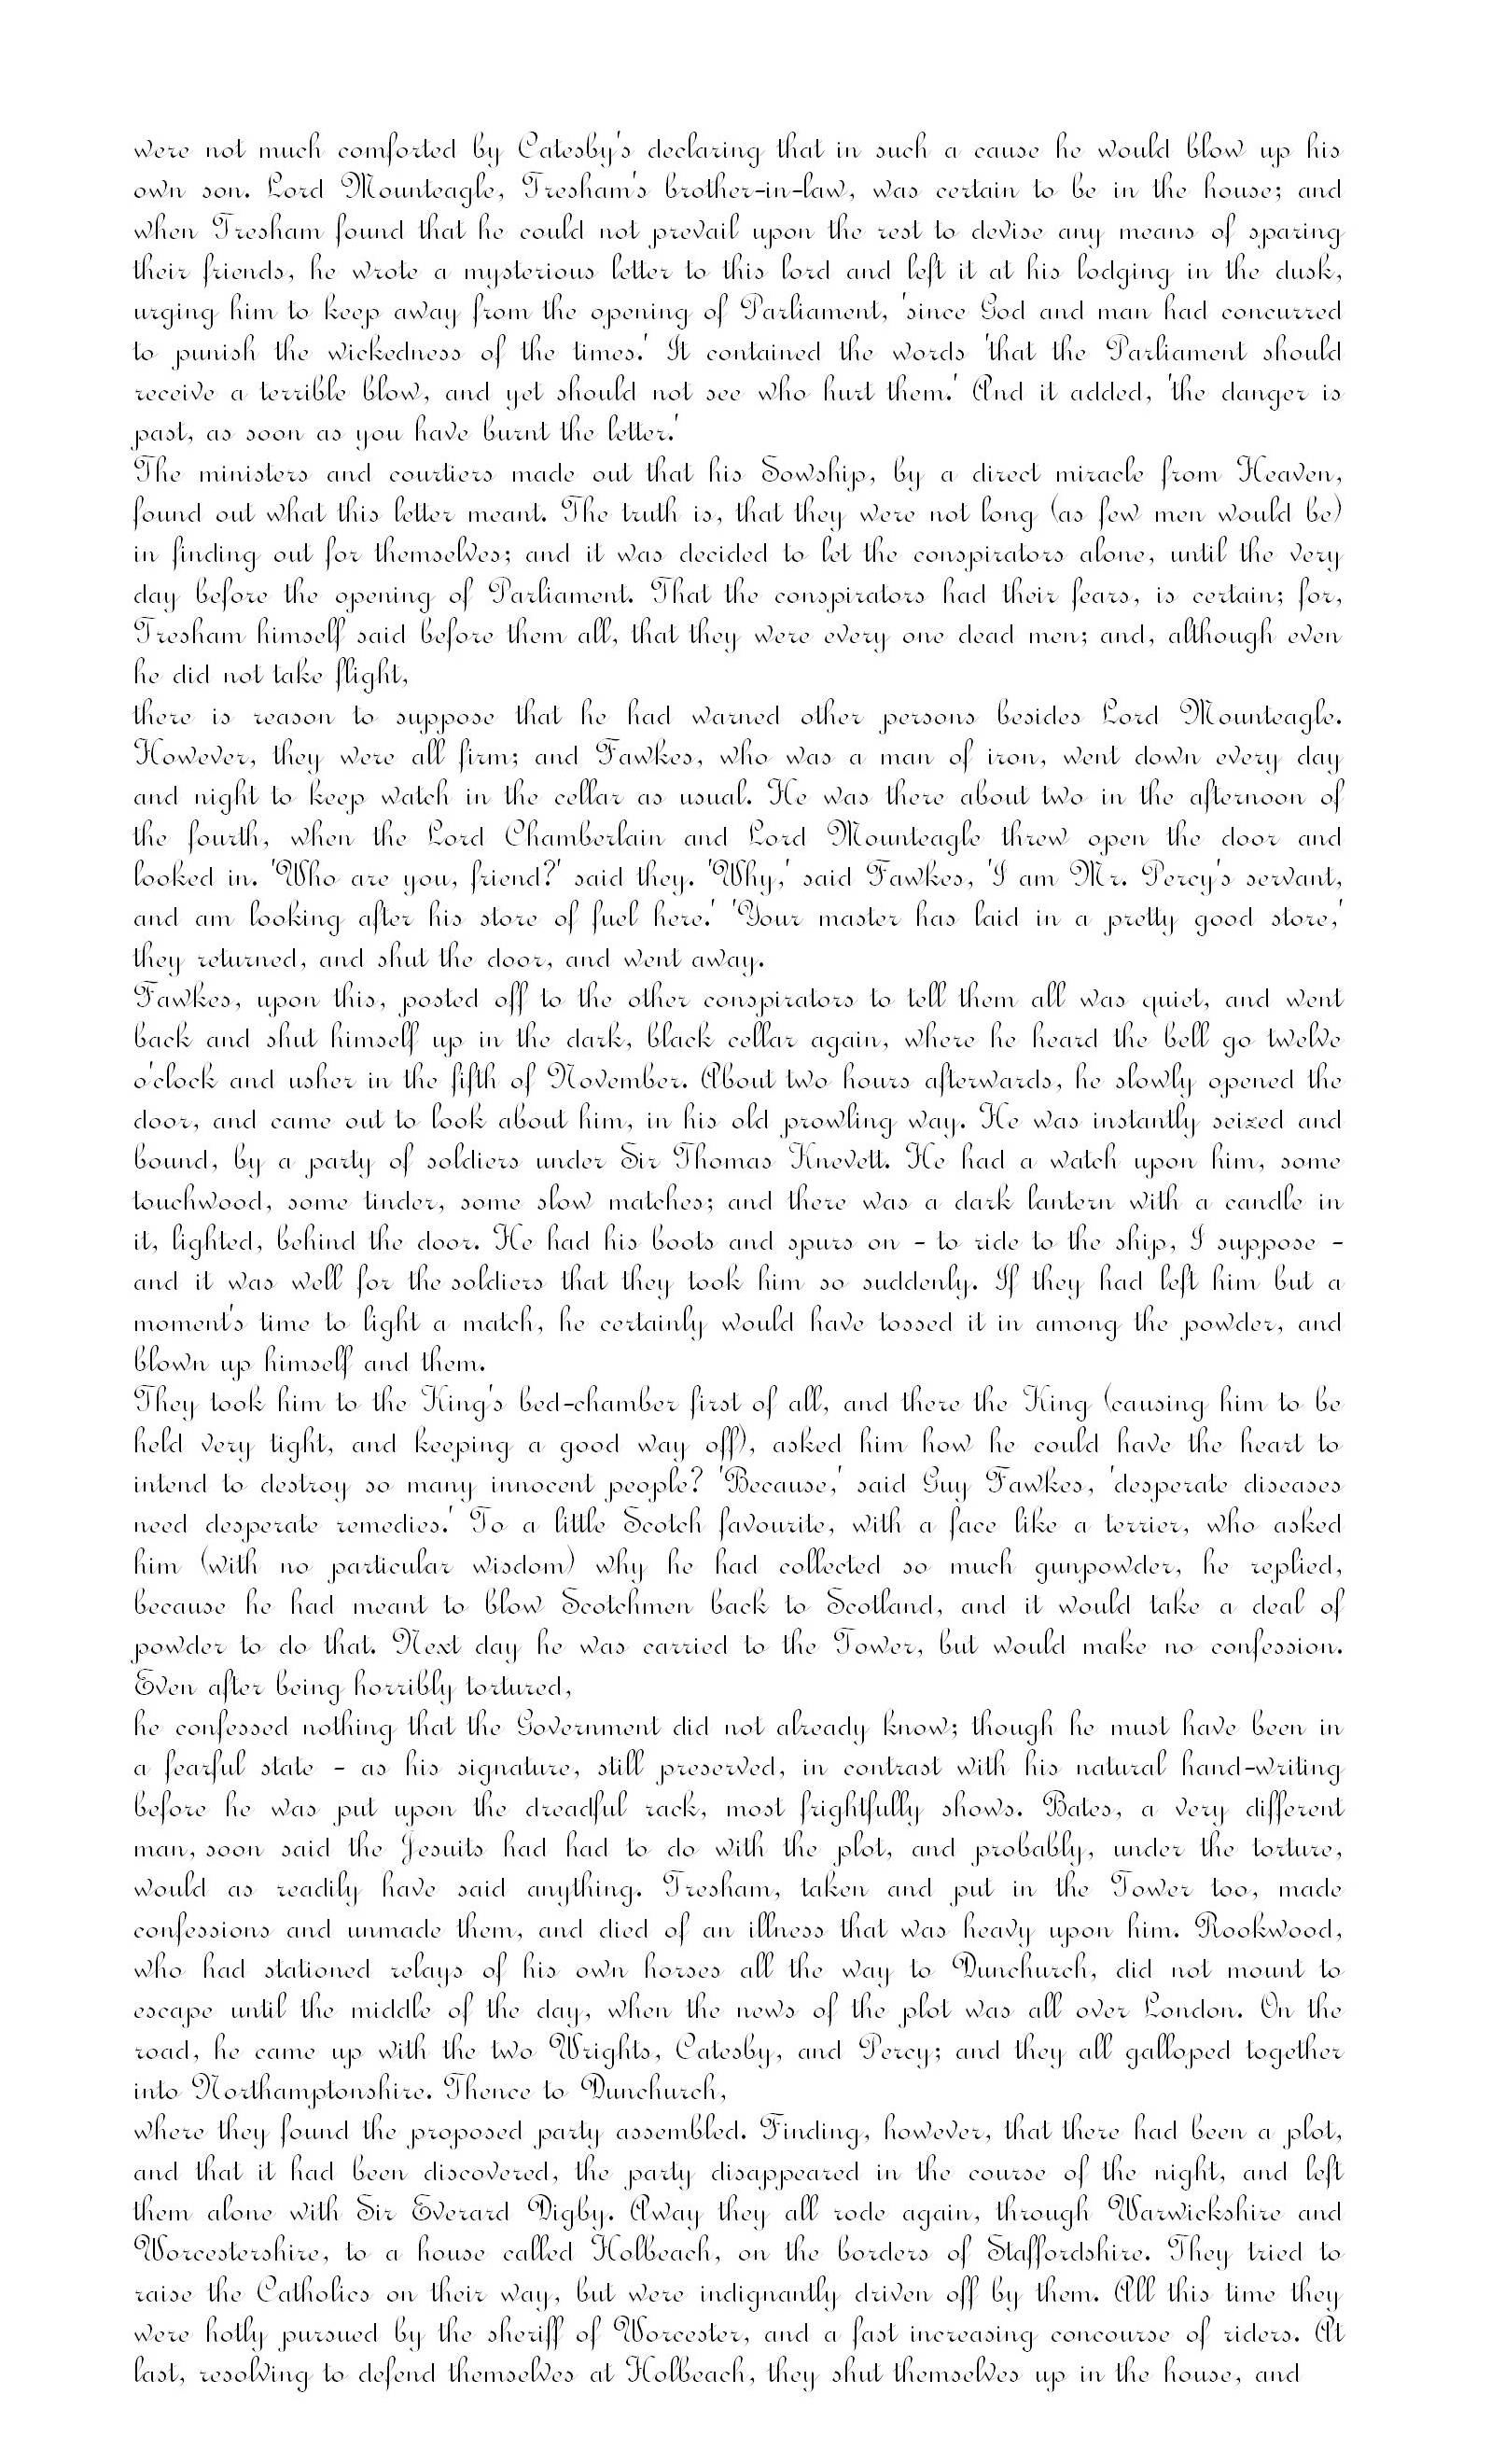 were not much comforted by Catesby's declaring that in such a cause he would blow up his
own son. Lord Mounteagle, Tresham's brother-in-law, was certain to be in the house; and
when Tresham found that he could not prevail upon the rest to devise any means of sparing
their friends, he wrote a mysterious letter to this lord and left it at his lodging in the dusk,
urging him to keep away from the opening of Parliament, 'since God and man had concurred
to punish the wickedness of the times.' It contained the words 'that the Parliament should
receive a terrible blow, and yet should not see who hurt them.' And it added, 'the danger is
past, as soon as you have burnt the letter.'
The ministers and courtiers made out that his Sowship, by a direct miracle from Heaven,
found out what this letter meant. The truth is, that they were not long (as few men would be)
in finding out for themselves; and it was decided to let the conspirators alone, until the very
day before the opening of Parliament. That the conspirators had their fears, is certain; for,
Tresham himself said before them all, that they were every one dead men; and, although even
he did not take flight,
there is reason to suppose that he had warned other persons besides Lord Mounteagle.
However, they were all firm; and Fawkes, who was a man of iron, went down every day
and night to keep watch in the cellar as usual. He was there about two in the afternoon of
the fourth, when the Lord Chamberlain and Lord Mounteagle threw open the door and
looked in. 'Who are you, friend?' said they. 'Why,' said Fawkes, 'I am Mr. Percy's servant,
and am looking after his store of fuel here.' 'Your master has laid in a pretty good store,'
they returned, and shut the door, and went away.
Fawkes, upon this, posted off to the other conspirators to tell them all was quiet, and went
back and shut himself up in the dark, black cellar again, where he heard the bell go twelve
o'clock and usher in the fifth of November. About two hours afterwards, he slowly opened the
door, and came out to look about him, in his old prowling way. He was instantly seized and
bound, by a party of soldiers under Sir Thomas Knevett. He had a watch upon him, some
touchwood, some tinder, some slow matches; and there was a dark lantern with a candle in
it, lighted, behind the door. He had his boots and spurs on - to ride to the ship, I suppose -
and it was well for the soldiers that they took him so suddenly. If they had left him but a
moment's time to light a match, he certainly would have tossed it in among the powder, and
blown up himself and them.
They took him to the King's bed-chamber first of all, and there the King (causing him to be
held very tight, and keeping a good way off), asked him how he could have the heart to
intend to destroy so many innocent people? 'Because,' said Guy Fawkes, 'desperate diseases
need desperate remedies.' To a little Scotch favourite, with a face like a terrier, who asked
him (with no particular wisdom) why he had collected so much gunpowder, he replied,
because he had meant to blow Scotchmen back to Scotland, and it would take a deal of
powder to do that. Next day he was carried to the Tower, but would make no confession.
Even after being horribly tortured,
he confessed nothing that the Government did not already know; though he must have been in
a fearful state - as his signature, still preserved, in contrast with his natural hand-writing
before he was put upon the dreadful rack, most frightfully shows. Bates, a very different
man, soon said the Jesuits had had to do with the plot, and probably, under the torture,
would as readily have said anything. Tresham, taken and put in the Tower too, made
confessions and unmade them, and died of an illness that was heavy upon him. Rookwood,
who had stationed relays of his own horses all the way to Dunchurch, did not mount to
escape until the middle of the day, when the news of the plot was all over London. On the
road, he came up with the two Wrights, Catesby, and Percy; and they all galloped together
into Northamptonshire. Thence to Dunchurch,
where they found the proposed party assembled. Finding, however, that there had been a plot,
and that it had been discovered, the party disappeared in the course of the night, and left
them alone with Sir Everard Digby. Away they all rode again, through Warwickshire and
Worcestershire, to a house called Holbeach, on the borders of Staffordshire. They tried to
raise the Catholics on their way, but were indignantly driven off by them. All this time they
were hotly pursued by the sheriff of Worcester, and a fast increasing concourse of riders. At
last, resolving to defend themselves at Holbeach, they shut themselves up in the house, and